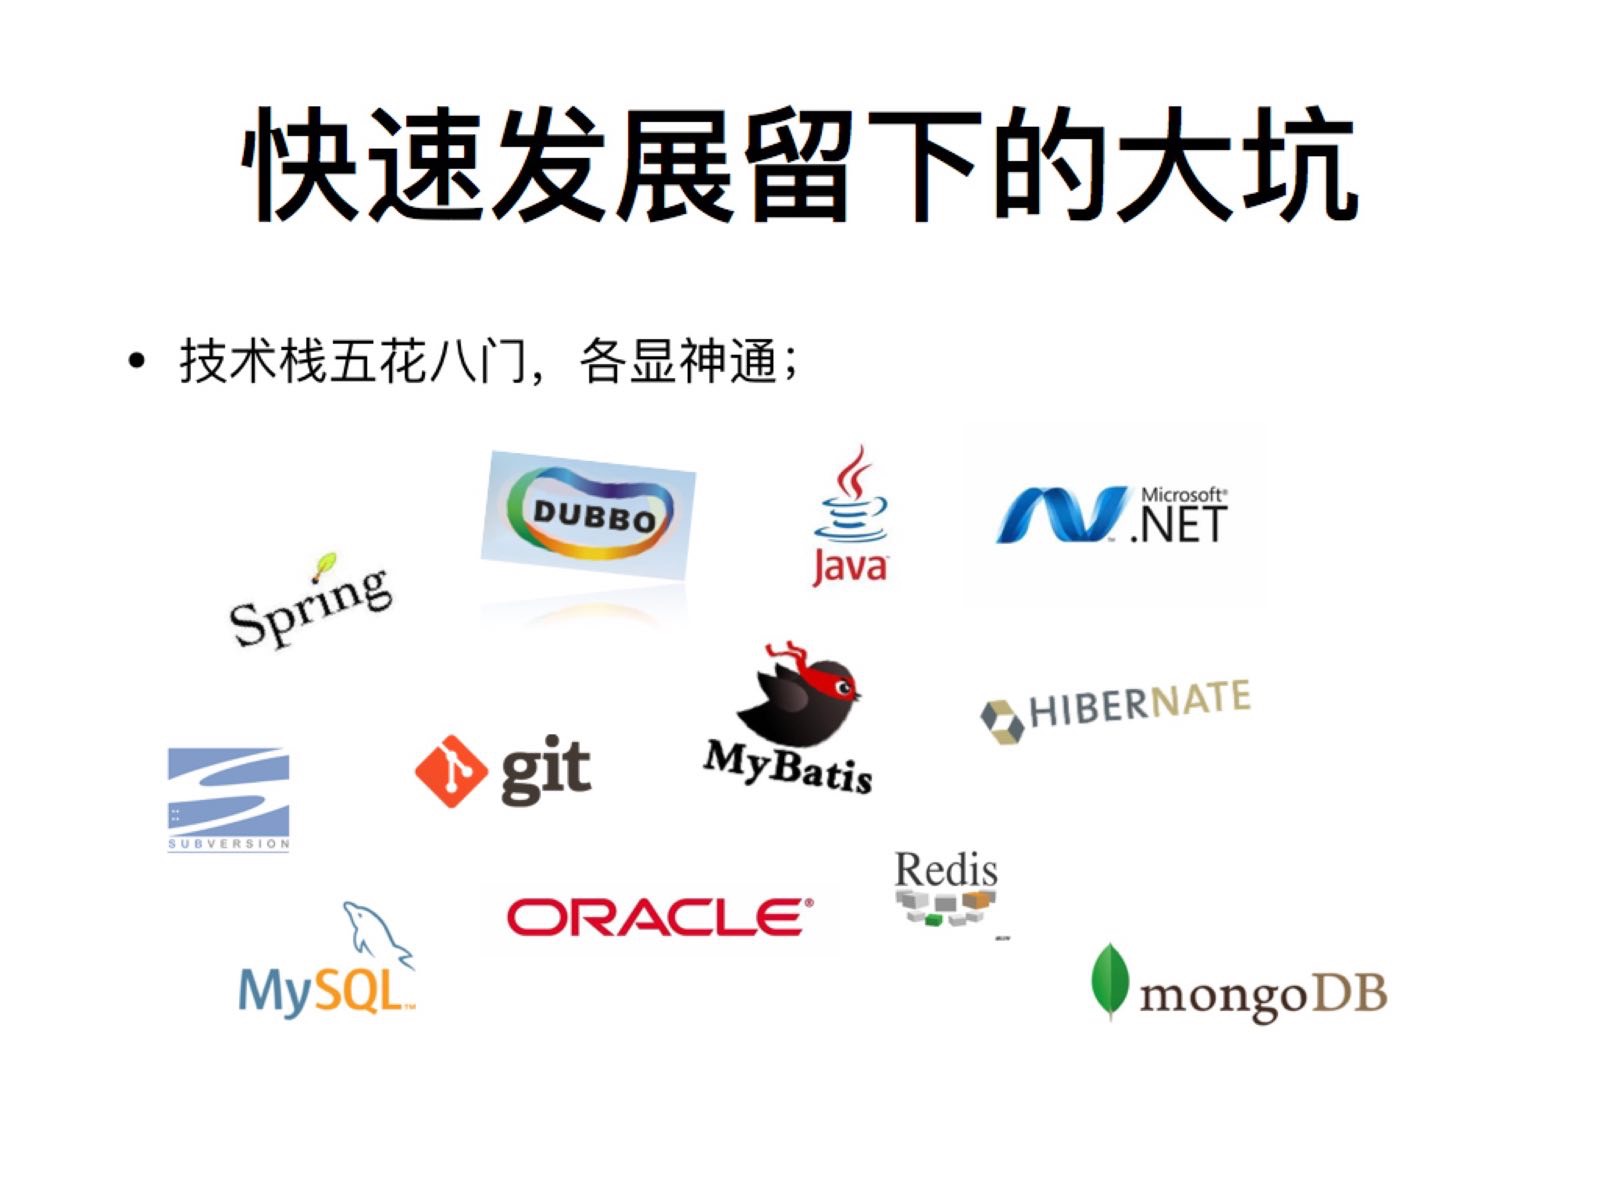 快速发展留下的大坑
• 技术栈五花八门，各显神通；
DUBBO
Java
Microsoft®
.NET
Spring
MyBatis
HIBERNATE
git
SUBVERSION
Redis
ORACLE®
MySQL™
mongoDB